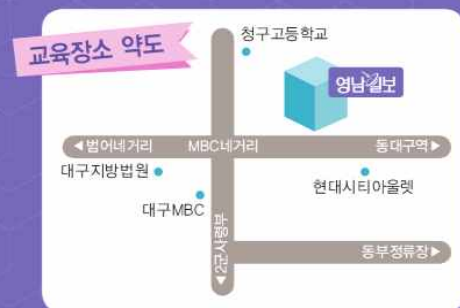 교육장소 약도
청구고등학교
영남일보
◀범어네거리
MBC네거리
동대구역▶
대구지방법원
현대시티아울렛
대구MBC
◀2군사령부
동부정류장▶